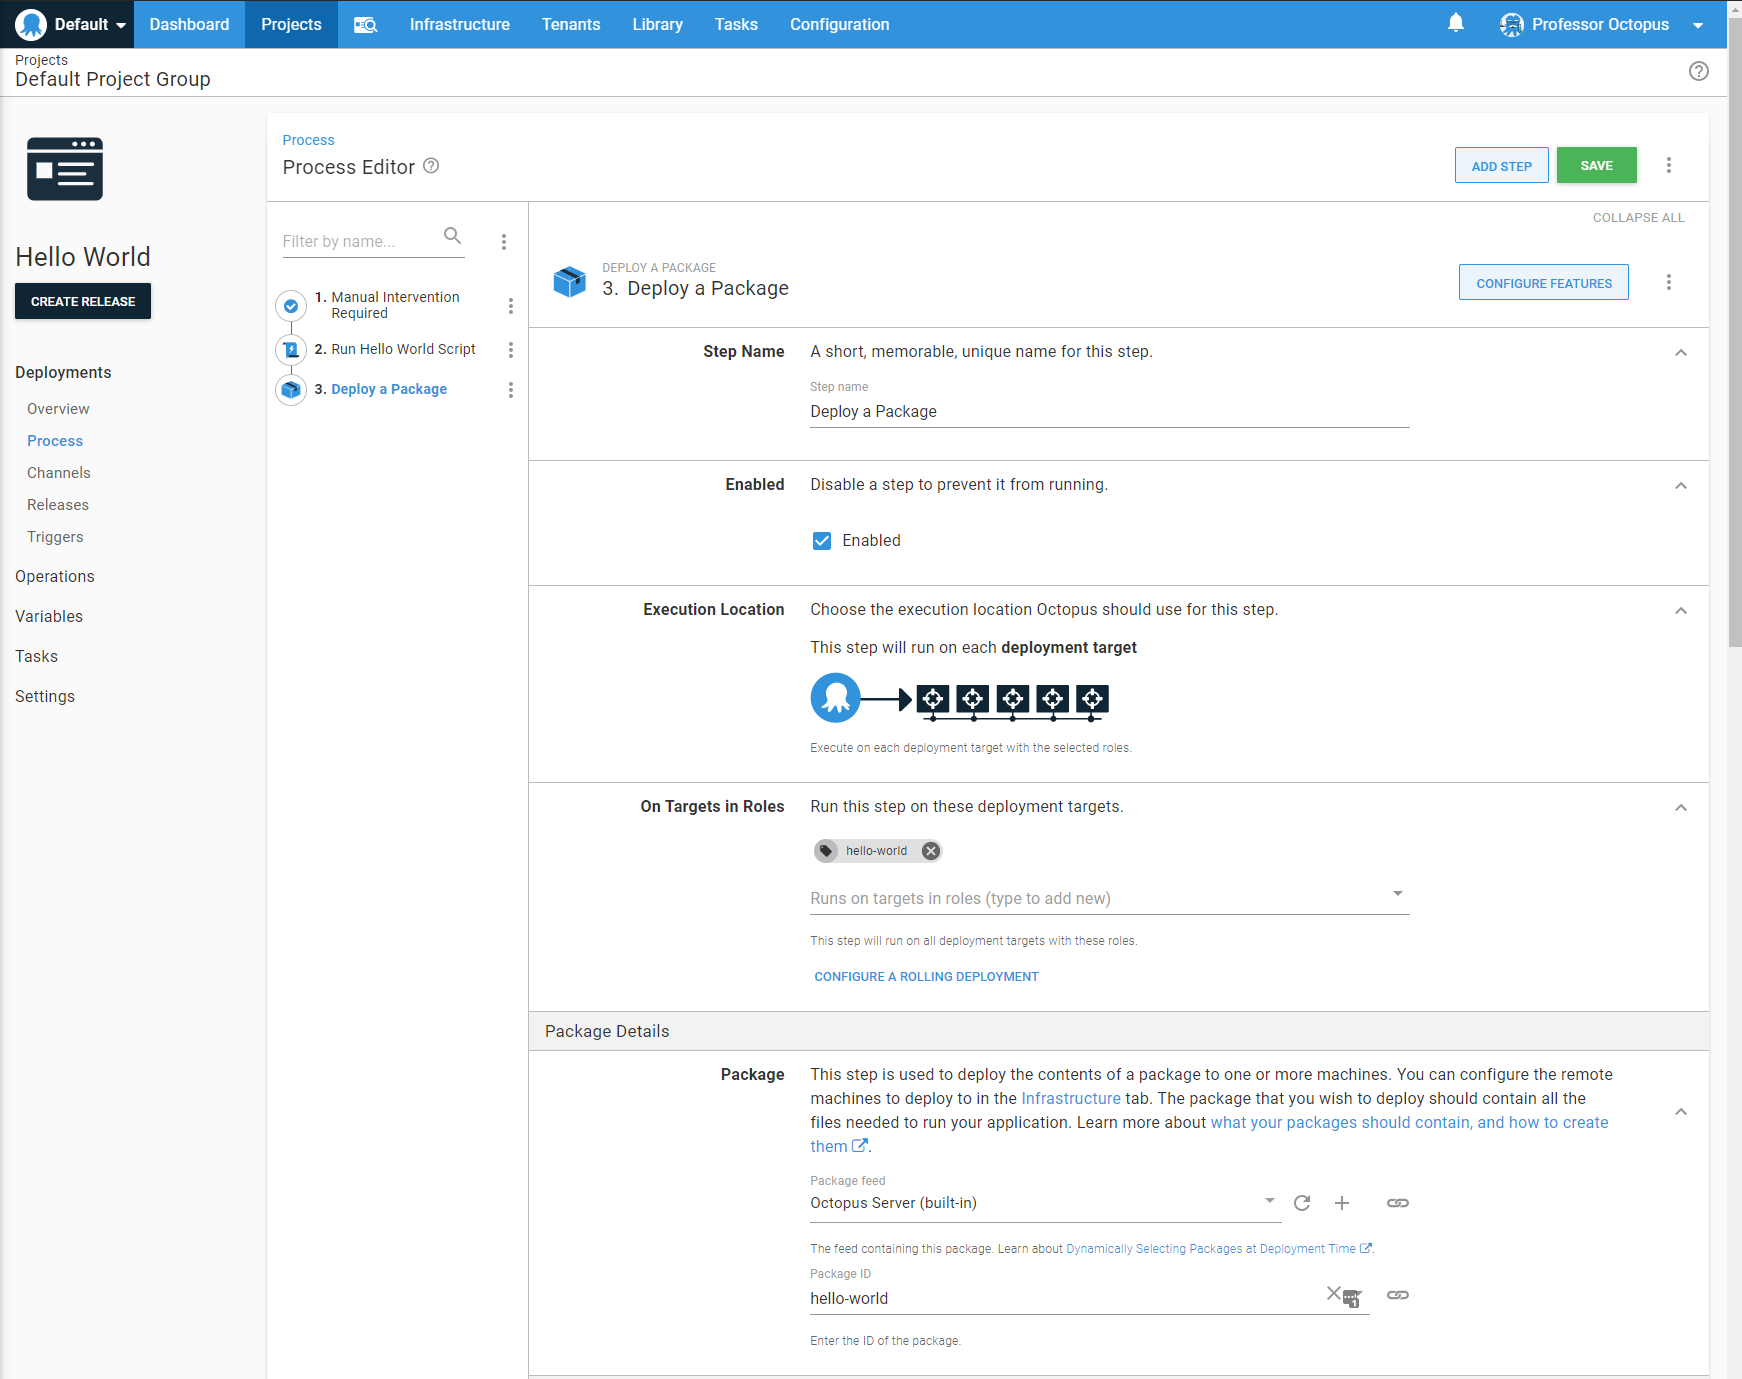 Default
Dashboard
Projects
Infrastructure
Tenants
Library
Tasks
Configuration
Professor Octopus
Projects
Default Project Group
Hello World
CREATE RELEASE
Deployments
Overview
Process
Channels
Releases
Triggers
Operations
Variables
Tasks
Settings
Process
Process Editor
ADD STEP
SAVE
Filter by name...
1. Manual Intervention
Required
2. Run Hello World Script
3. Deploy a Package
COLLAPSE ALL
DEPLOY A PACKAGE
3. Deploy a Package
CONFIGURE FEATURES
Step Name
A short, memorable, unique name for this step.
Step name
Deploy a Package
Enabled
Disable a step to prevent it from running.
Enabled
Execution Location
Choose the execution location Octopus should use for this step.
This step will run on each deployment target
Execute on each deployment target with the selected roles.
On Targets in Roles
Run this step on these deployment targets.
hello-world
Runs on targets in roles (type to add new)
This step will run on all deployment targets with these roles.
CONFIGURE A ROLLING DEPLOYMENT
Package Details
Package
This step is used to deploy the contents of a package to one or more machines. You can configure the remote
machines to deploy to in the Infrastructure tab. The package that you wish to deploy should contain all the
files needed to run your application. Learn more about what your packages should contain, and how to create
them.
Package feed
Octopus Server (built-in)
The feed containing this package. Learn about Dynamically Selecting Packages at Deployment Time.
Package ID
hello-world
Enter the ID of the package.